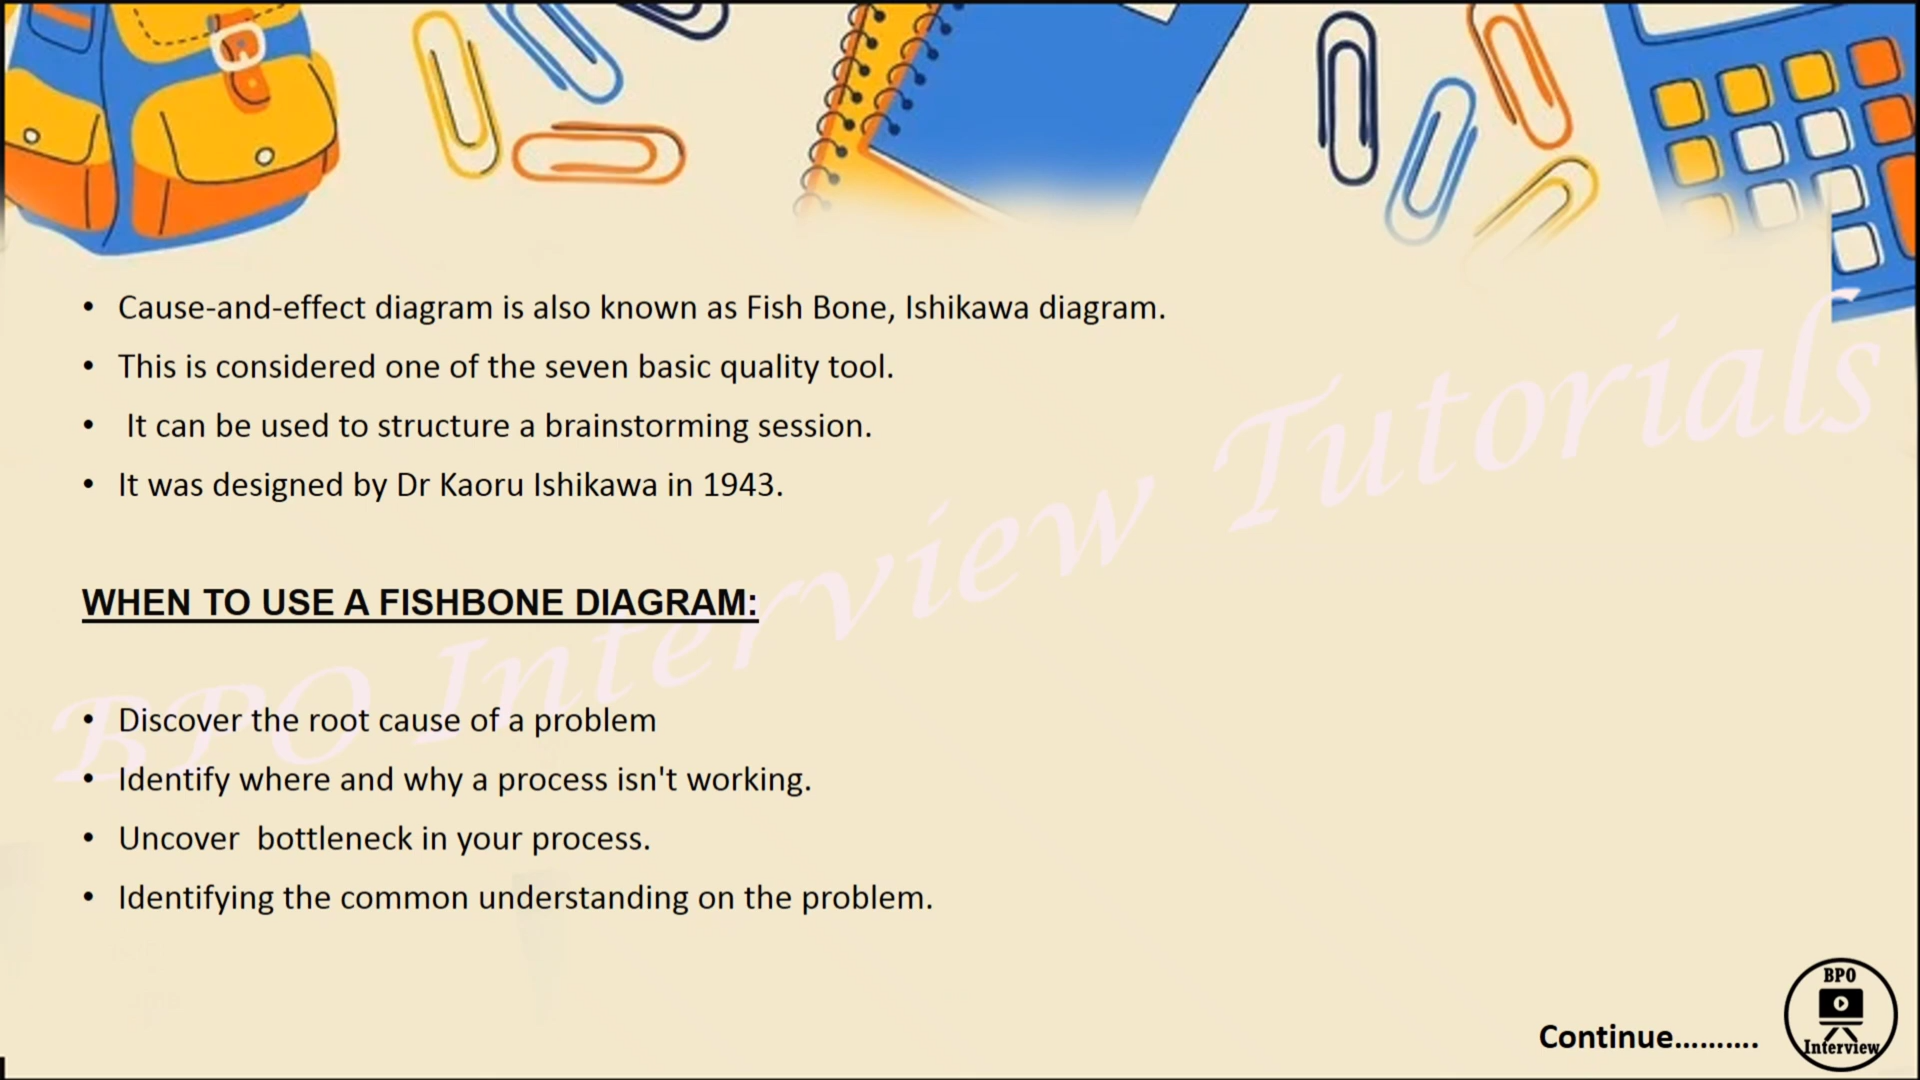 • Cause-and-effect diagram is also known as Fish Bone, Ishikawa diagram.
• This is considered one of the seven basic quality tool.
• It can be used to structure a brainstorming session.
• It was designed by Dr Kaoru Ishikawa in 1943.
WHEN TO USE A FISHBONE DIAGRAM:
• Discover the root cause of a problem
• Identify where and why a process isn't working.
• Uncover  bottleneck in your process.
• Identifying the common understanding on the problem.
BPO Interview Tutorials
Continue……….
BPO
Interview